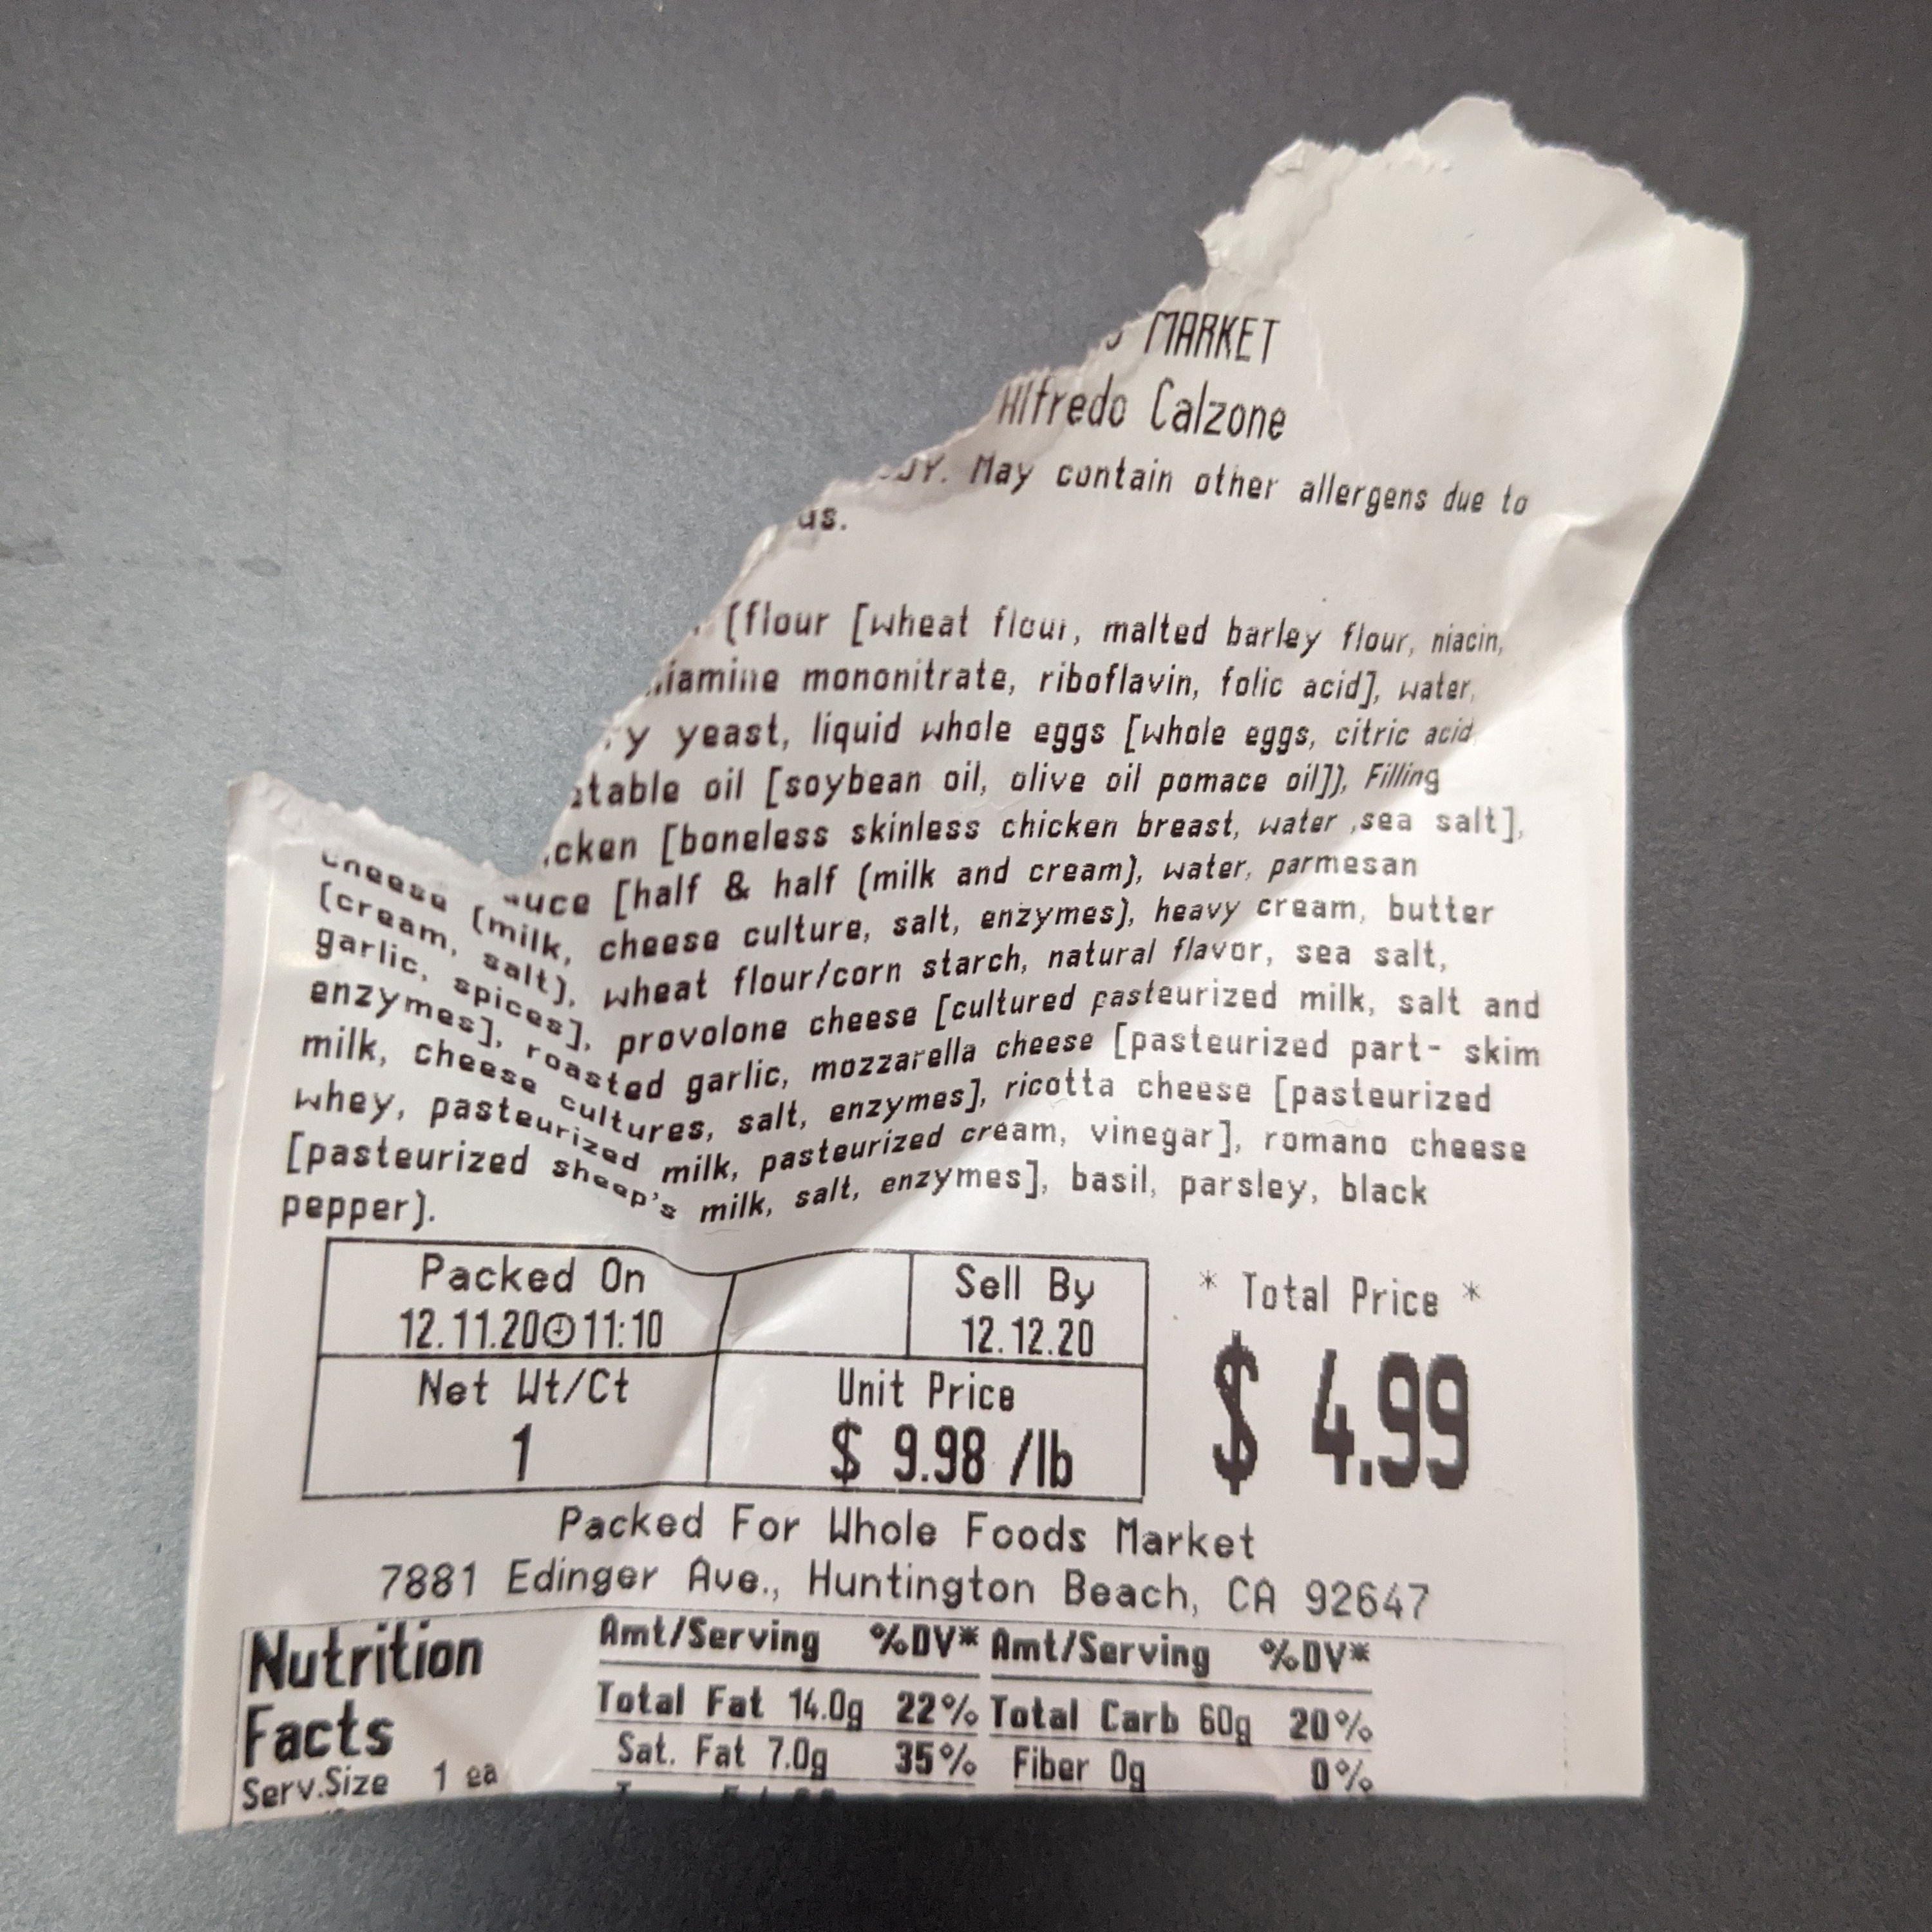 MARKET
Alfredo Calzone
May contain other allergens due to
(flour [wheat flour, malted barley flour, niacin,
mononitrate, riboflavin, folic acid], water,
yeast, liquid whole eggs [whole eggs, citric acid
oil [soybean oil, olive oil pomace oil]), Filling
[boneless skinless chicken breast, water ,sea salt],
[half & half (milk and cream), water, parmesan
cheese (milk, cheese culture, salt, enzymes), heavy cream, butter
(cream, salt), wheat flour/corn starch, natural flavor, sea salt,
garlic, spices], provolone cheese [cultured pasteurized milk, salt and
enzymes], roasted garlic, mozzarella cheese [pasteurized part- skim
milk, cheese cultures, salt, enzymes], ricotta cheese [pasteurized
whey, pasteurized milk, pasteurized cream, vinegar], romano cheese
[pasteurized sheep's milk, salt, enzymes], basil, parsley, black
pepper).
Packed On
12.11.20 11:10
Sell By
12.12.20
* Total Price *
$ 4.99
Net Wt/Ct
1
Unit Price
$ 9.98 /lb
Packed For Whole Foods Market
7881 Edinger Ave., Huntington Beach, CA 92647
Nutrition
Facts
Serv.Size 1 ea
Amt/Serving %DV* Amt/Serving %DV*
Total Fat 14.0g 22% Total Carb 60g 20%
Sat. Fat 7.0g 35% Fiber 0g 0%